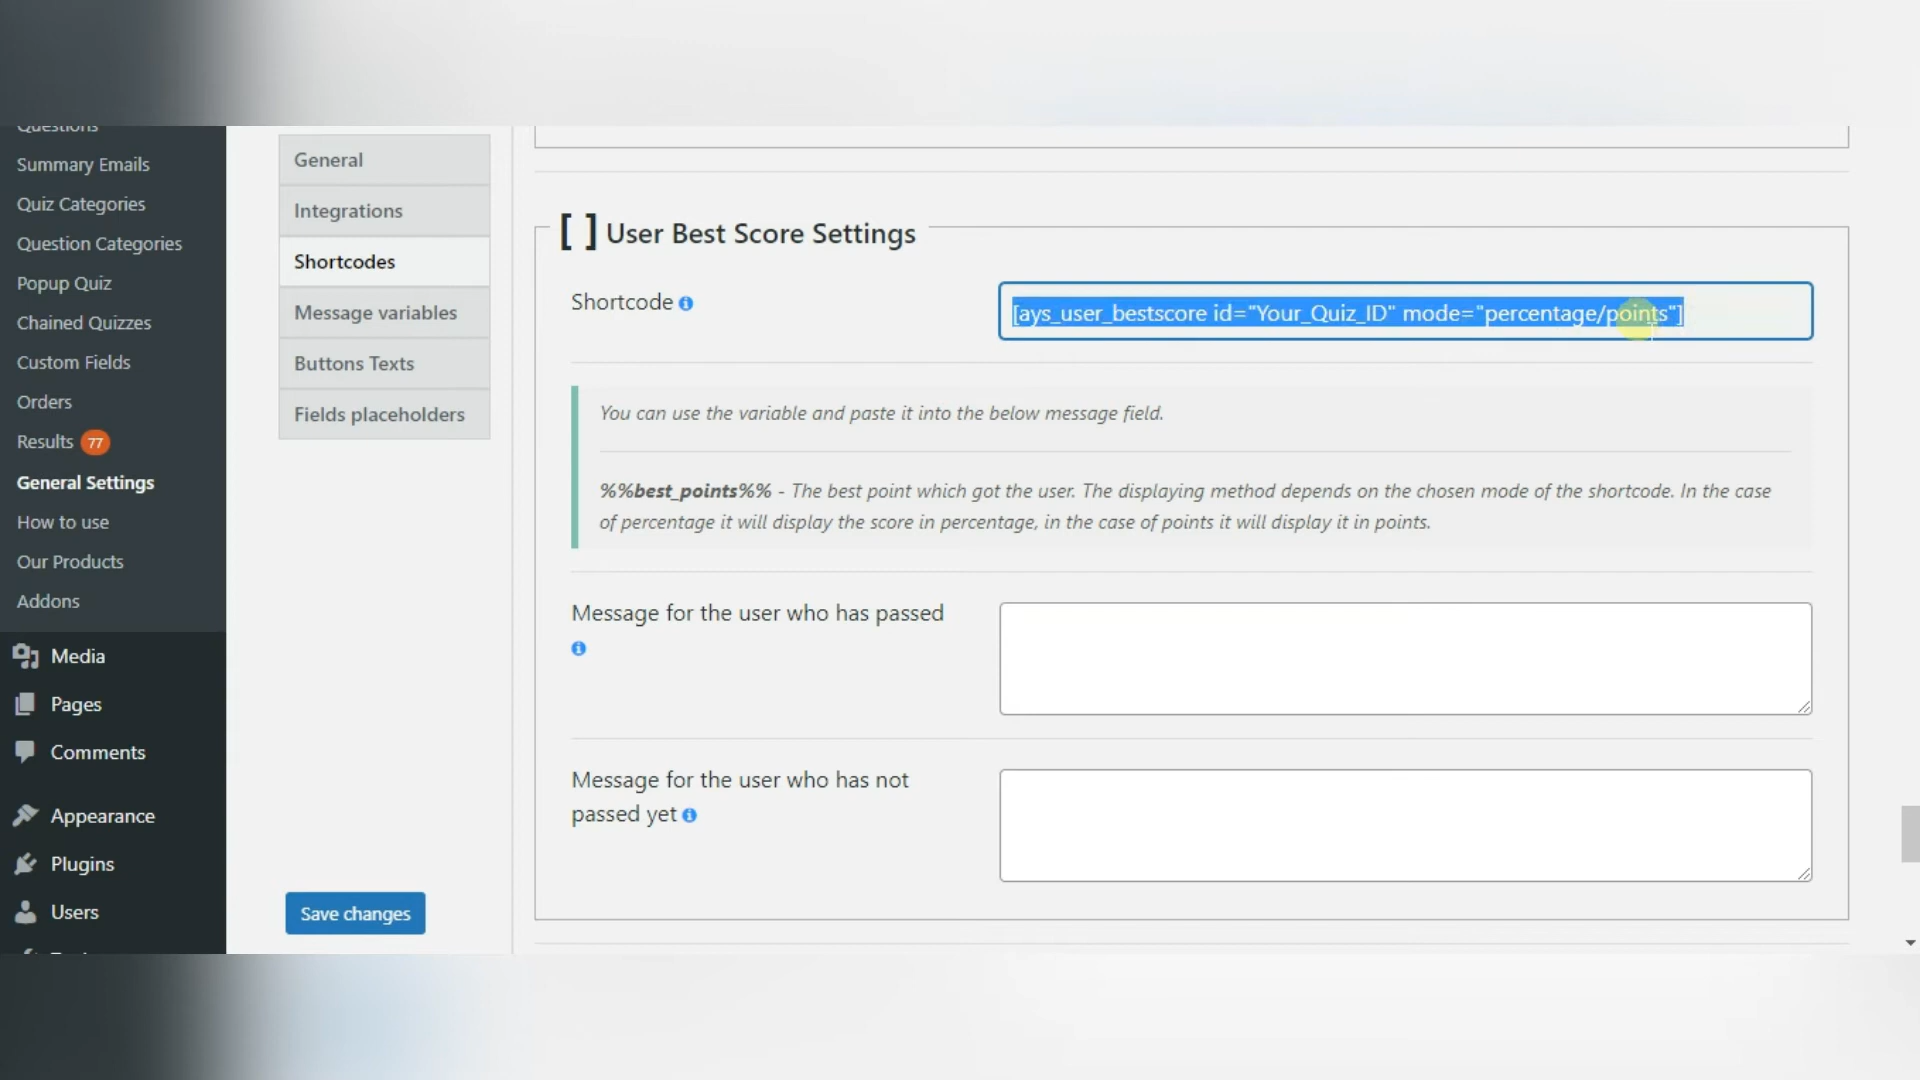 Questions
Summary Emails
Quiz Categories
Question Categories
Popup Quiz
Chained Quizzes
Custom Fields
Orders
Results 77
General Settings
How to use
Our Products
Addons
Media
Pages
Comments
Appearance
Plugins
Users
General
Integrations
Shortcodes
Message variables
Buttons Texts
Fields placeholders
Save changes
[ ] User Best Score Settings
Shortcode
[ays_user_bestscore id="Your_Quiz_ID" mode="percentage/points"]
You can use the variable and paste it into the below message field.
%%best_points%% - The best point which got the user. The displaying method depends on the chosen mode of the shortcode. In the case
of percentage it will display the score in percentage, in the case of points it will display it in points.
Message for the user who has passed
Message for the user who has not
passed yet